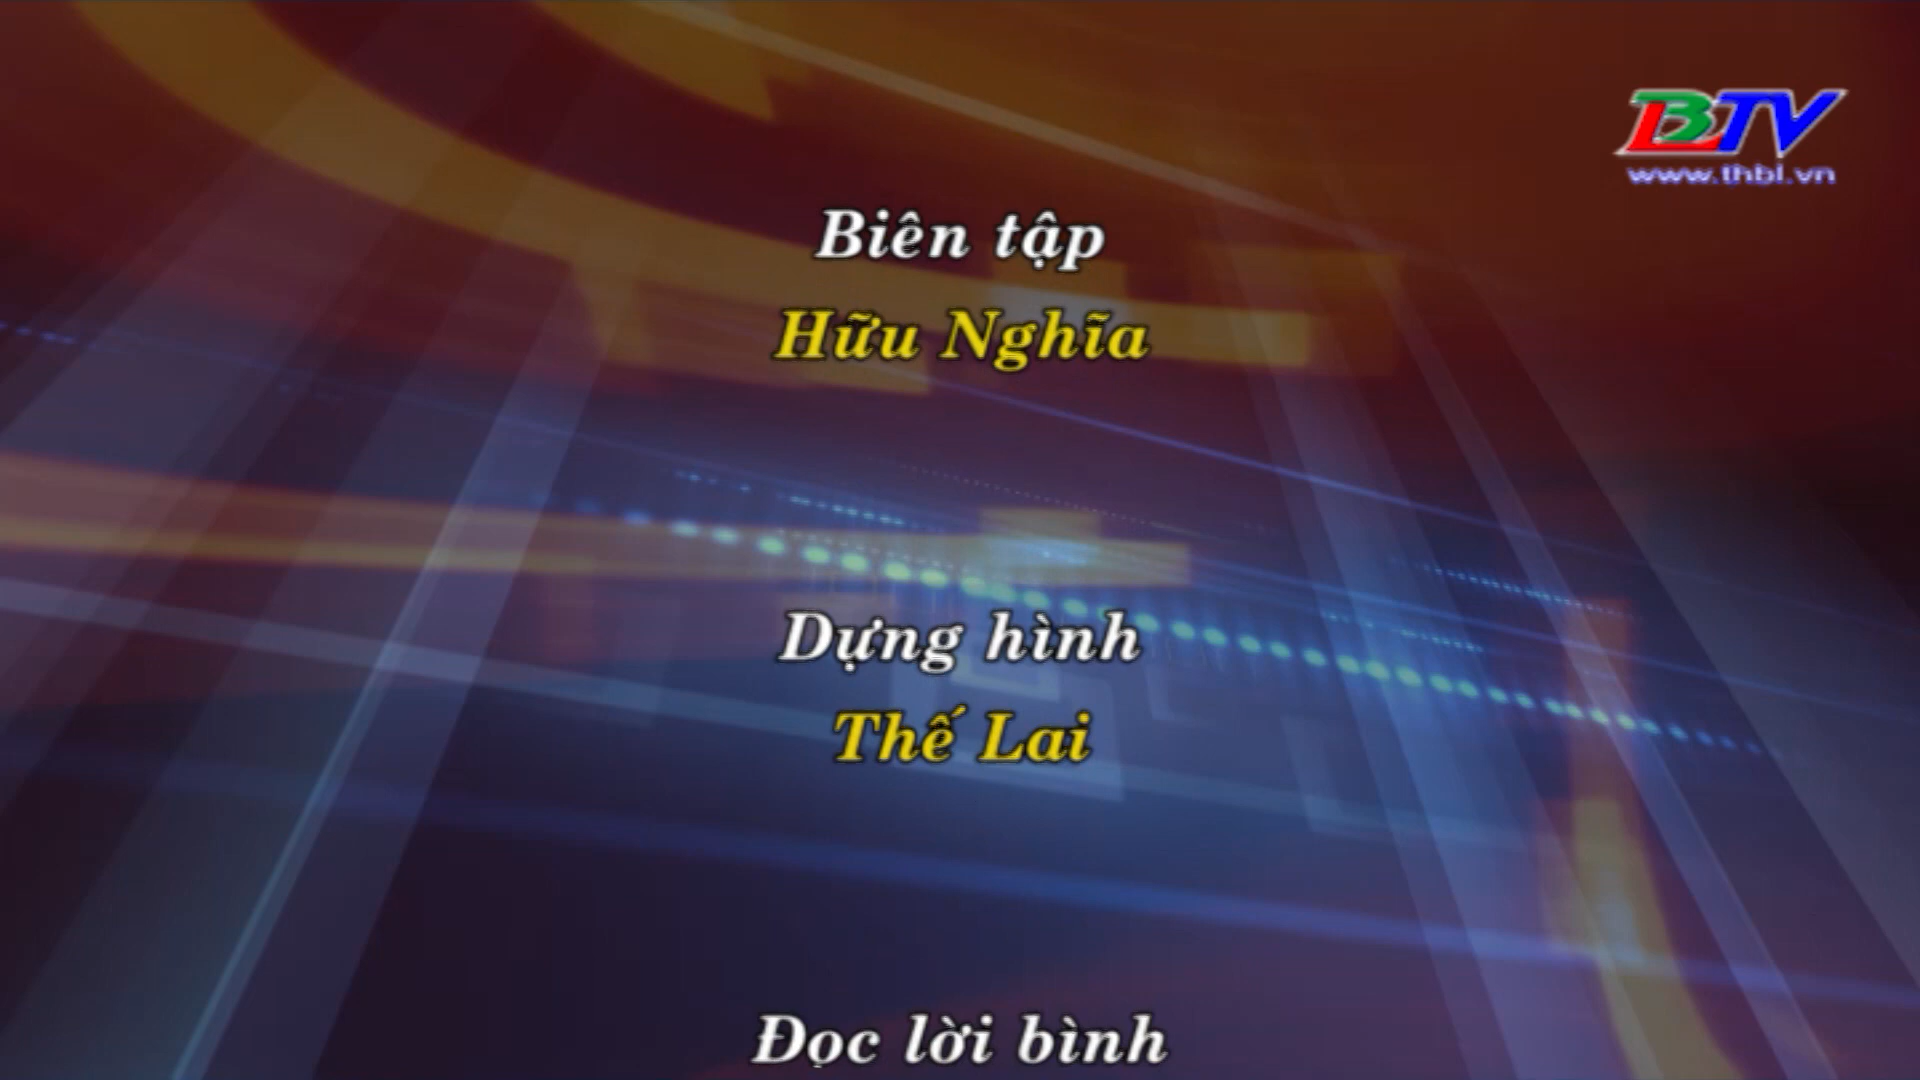 BTV
www.thbl.vn
Biên tập
Hữu Nghĩa
Dựng hình
Thế Lai
Đọc lời bình